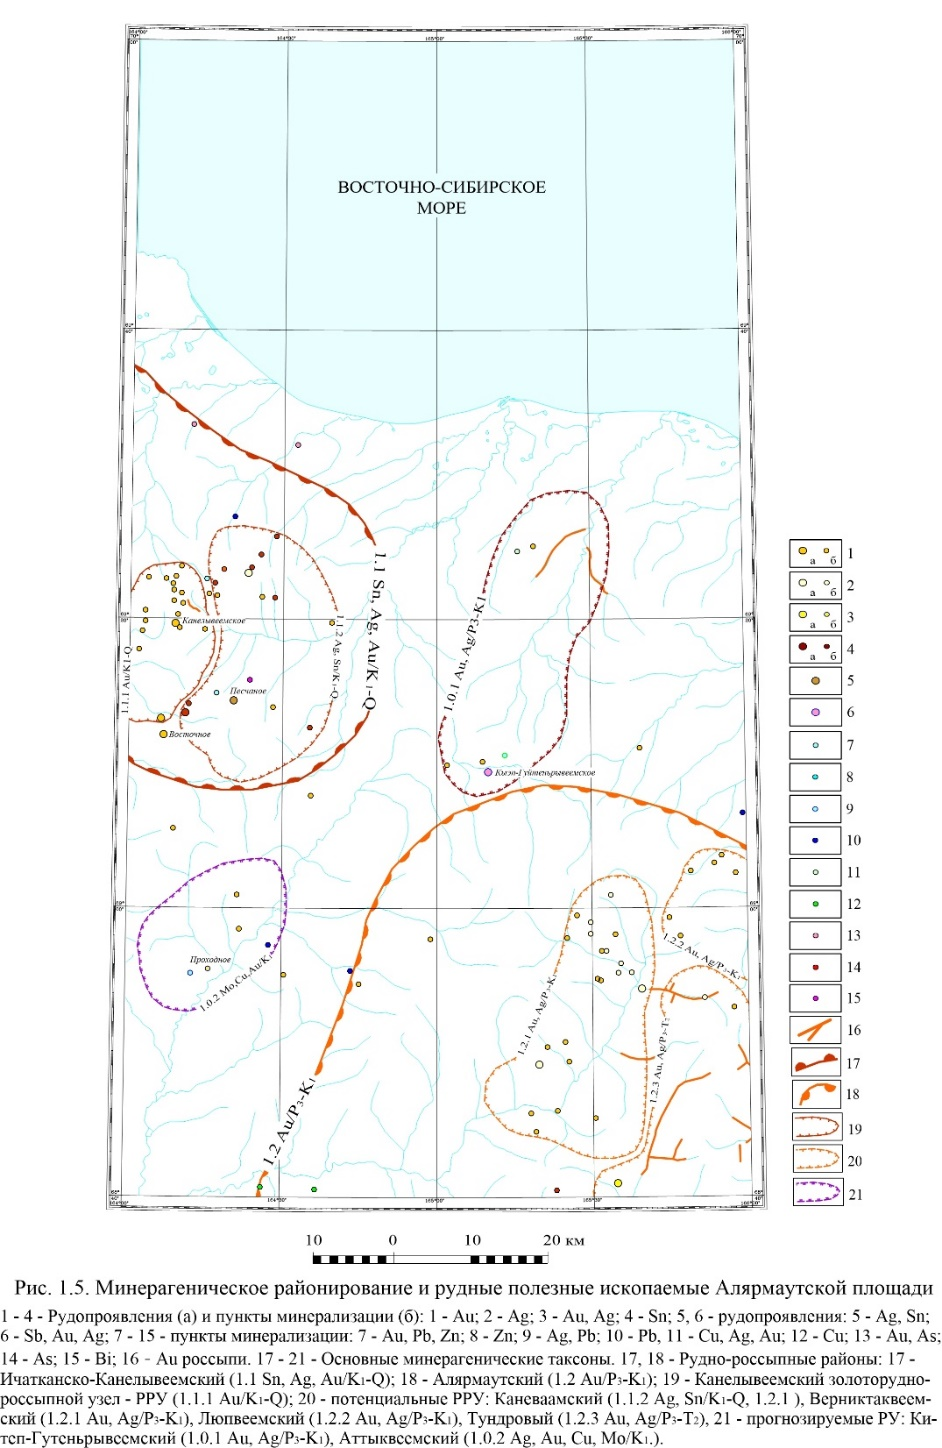 ВОСТОЧНО-СИБИРСКОЕ
МОРЕ
1.1 Sn, Ag, Au/K1-Q
1.0.1 Au, Ag/P3-K1
Канелывеемское
1.1.2 Ag, Sn/K1-Q
1.1.1 Au/K1-Q
Песчаное
Восточное
Кытэп-Гуйтеньрывеемское
Проходное
1.0.2 Mo,Cu, Au/K1
1.2.2 Au, Ag/P3-K1
1.2.1 Au, Ag/P3-K1
1.2.3 Au, Ag/P3-T2
1.2 Au/P3-K1
а б 1
а б 2
а б 3
а б 4
5
6
7
8
9
10
11
12
13
14
15
16
17
18
19
20
21
10 0 10 20 км
Рис. 1.5. Минерагеническое районирование и рудные полезные ископаемые Алярмаутской площади
1 - 4 - Рудопроявления (а) и пункты минерализации (б): 1 - Au; 2 - Ag; 3 - Au, Ag; 4 - Sn; 5, 6 - рудопроявления: 5 - Ag, Sn;
6 - Sb, Au, Ag; 7 - 15 - пункты минерализации: 7 - Au, Pb, Zn; 8 - Zn; 9 - Ag, Pb; 10 - Pb, 11 - Cu, Ag, Au; 12 - Cu; 13 - Au, As;
14 - As; 15 - Bi; 16 - Au россыпи. 17 - 21 - Основные минерагенические таксоны. 17, 18 - Рудно-россыпные районы: 17 -
Ичатканско-Канелывеемский (1.1 Sn, Ag, Au/K1-Q); 18 - Алярмаутский (1.2 Au/P3-K1); 19 - Канелывеемский золоторудно-
россыпной узел - РРУ (1.1.1 Au/K1-Q); 20 - потенциальные РРУ: Каневаамский (1.1.2 Ag, Sn/K1-Q, 1.2.1 ), Верниктаквеем-
ский (1.2.1 Au, Ag/P3-K1), Люпвеемский (1.2.2 Au, Ag/P3-K1), Тундровый (1.2.3 Au, Ag/P3-T2), 21 - прогнозируемые РУ: Ки-
теп-Гутеньрывеемский (1.0.1 Au, Ag/P3-K1), Аттыквеемский (1.0.2 Ag, Au, Cu, Mo/K1.).